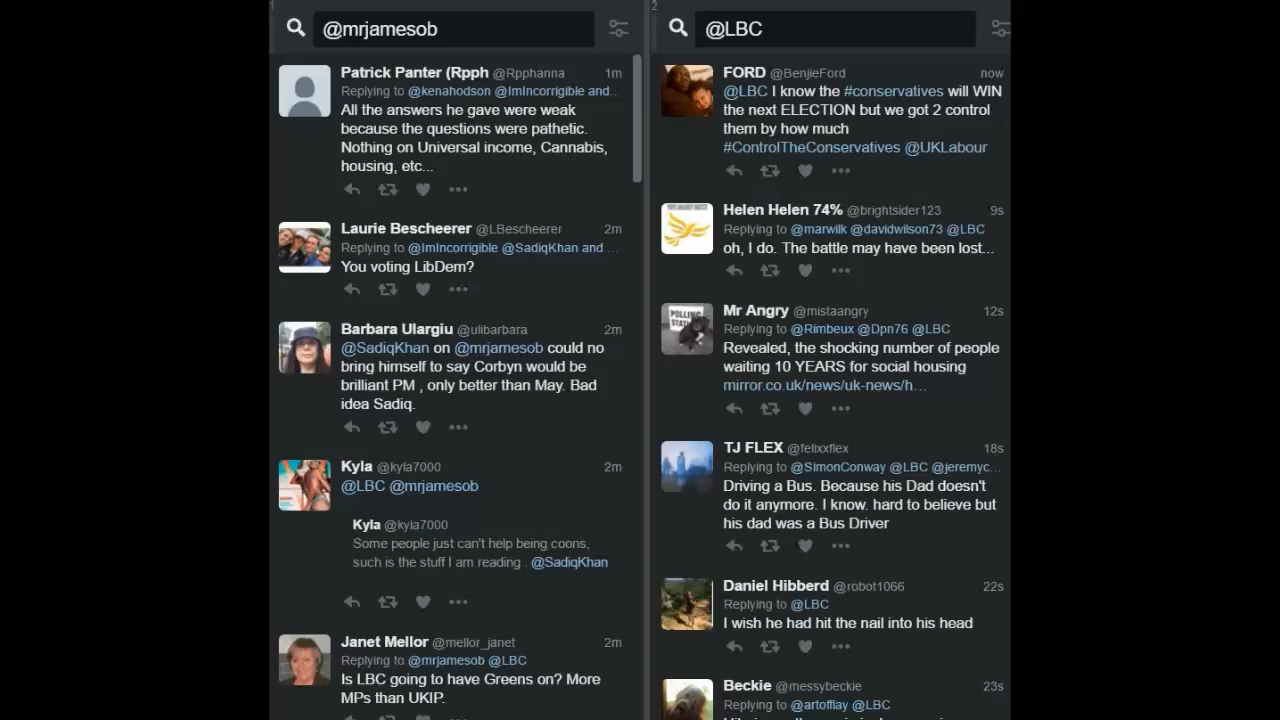 1
@mrjamesob
Patrick Panter (Rpph @Rpphanna 1m
Replying to @kenahodson @ImIncorrigible and…
All the answers he gave were weak
because the questions were pathetic.
Nothing on Universal income, Cannabis,
housing, etc...
Laurie Bescheerer @LBescheerer 2m
Replying to @ImIncorrigible @SadiqKhan and …
You voting LibDem?
Barbara Ulargiu @ulibarbara 2m
@SadiqKhan on @mrjamesob could no
bring himself to say Corbyn would be
brilliant PM , only better than May. Bad
idea Sadiq.
Kyla @kyla7000 2m
@LBC @mrjamesob
Kyla @kyla7000
Some people just can't help being coons,
such is the stuff I am reading . @SadiqKhan
Janet Mellor @mellor_janet 2m
Replying to @mrjamesob @LBC
Is LBC going to have Greens on? More
MPs than UKIP.
2
@LBC
FORD @BenjieFord now
@LBC I know the #conservatives will WIN
the next ELECTION but we got 2 control
them by how much
#ControlTheConservatives @UKLabour
Helen Helen 74% @brightsider123 9s
Replying to @marwilk @davidwilson73 @LBC
oh, I do. The battle may have been lost...
Mr Angry @mistaangry 12s
Replying to @Rimbeux @Dpn76 @LBC
POLLING
Revealed, the shocking number of people
waiting 10 YEARS for social housing
mirror.co.uk/news/uk-news/h…
TJ FLEX @felixxflex 18s
Replying to @SimonConway @LBC @jeremyc…
Driving a Bus. Because his Dad doesn't
do it anymore. I know. hard to believe but
his dad was a Bus Driver
Daniel Hibberd @robot1066 22s
Replying to @LBC
I wish he had hit the nail into his head
Beckie @messybeckie 23s
Replying to @artoflay @LBC